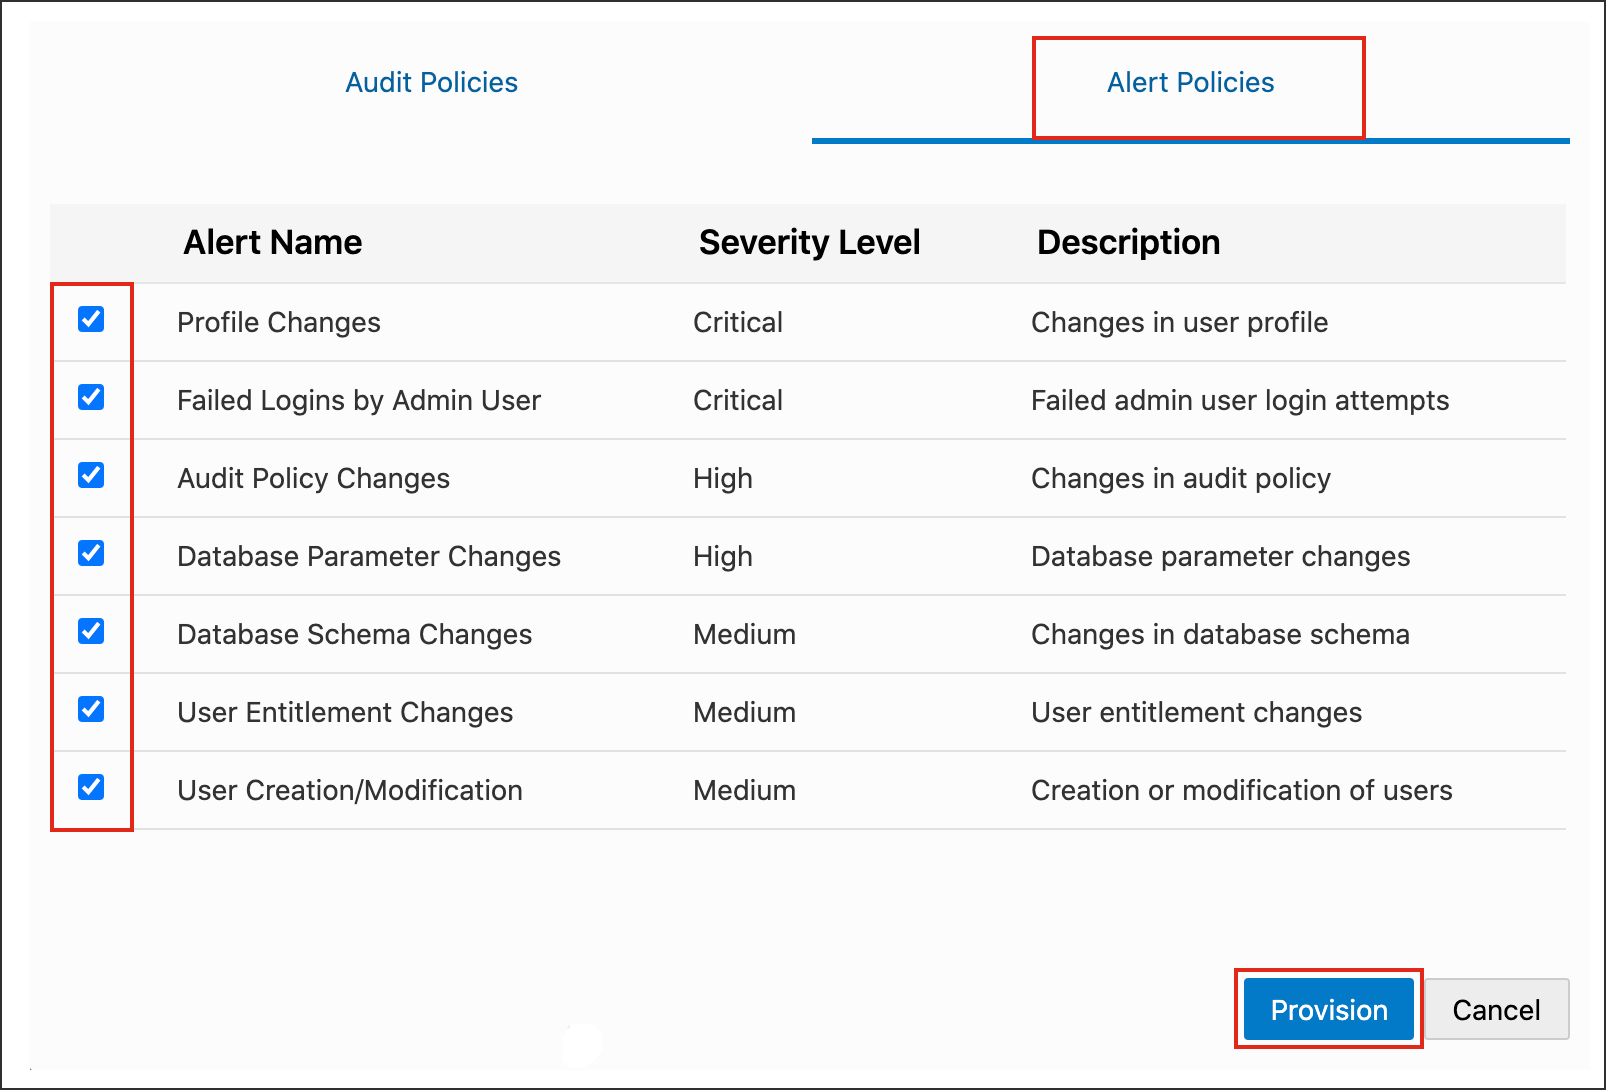 Audit Policies
Alert Policies
Alert Name Severity Level Description
Profile Changes Critical Changes in user profile
Failed Logins by Admin User Critical Failed admin user login attempts
Audit Policy Changes High Changes in audit policy
Database Parameter Changes High Database parameter changes
Database Schema Changes Medium Changes in database schema
User Entitlement Changes Medium User entitlement changes
User Creation/Modification Medium Creation or modification of users
Provision
Cancel